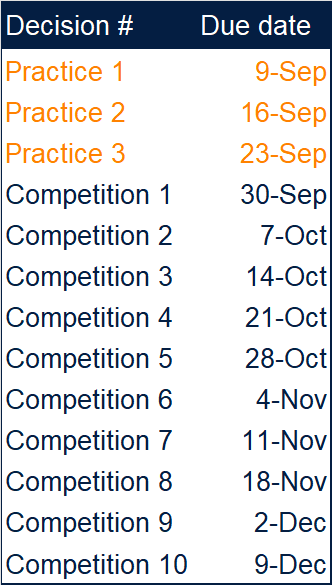 Decision # Due date
Practice 1 9-Sep
Practice 2 16-Sep
Practice 3 23-Sep
Competition 1 30-Sep
Competition 2 7-Oct
Competition 3 14-Oct
Competition 4 21-Oct
Competition 5 28-Oct
Competition 6 4-Nov
Competition 7 11-Nov
Competition 8 18-Nov
Competition 9 2-Dec
Competition 10 9-Dec